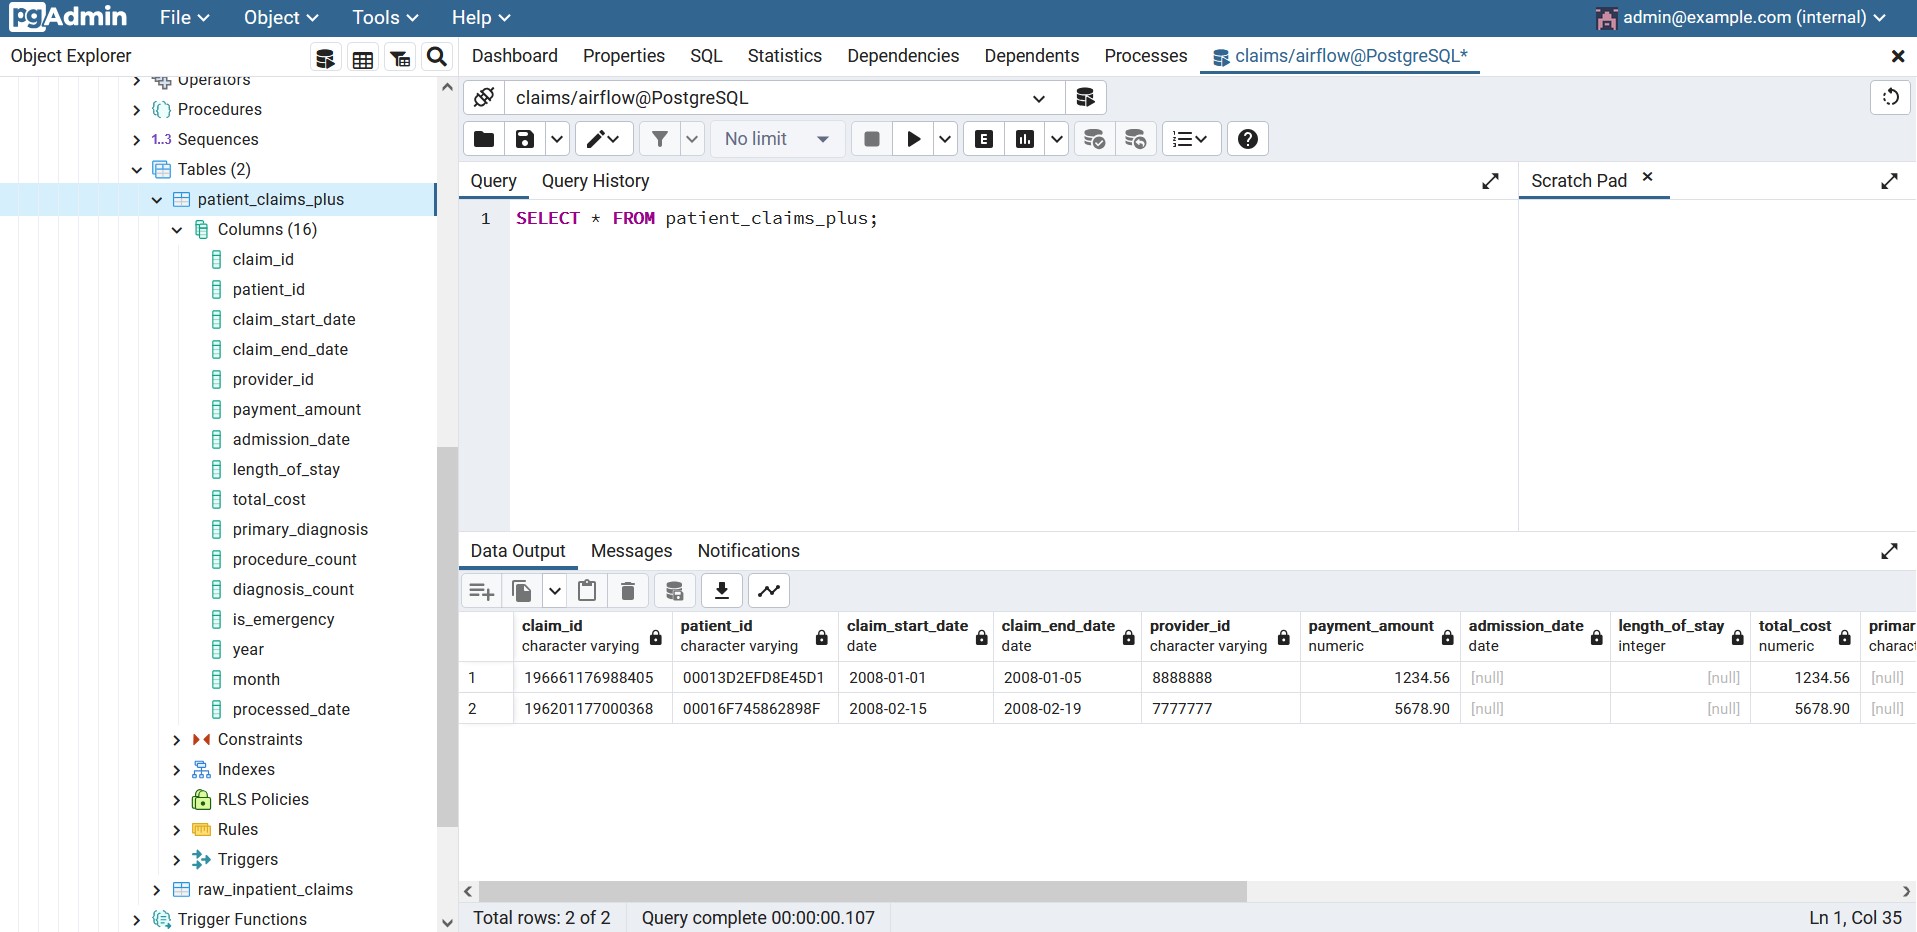 pgAdmin File Object Tools Help admin@example.com (internal)
Object Explorer
Dashboard Properties SQL Statistics Dependencies Dependents Processes claims/airflow@PostgreSQL*
Operators
Procedures
1..3 Sequences
Tables (2)
patient_claims_plus
Columns (16)
claim_id
patient_id
claim_start_date
claim_end_date
provider_id
payment_amount
admission_date
length_of_stay
total_cost
primary_diagnosis
procedure_count
diagnosis_count
is_emergency
year
month
processed_date
Constraints
Indexes
RLS Policies
Rules
Triggers
raw_inpatient_claims
Trigger Functions
claims/airflow@PostgreSQL
No limit E
Query Query History
Scratch Pad
1 SELECT * FROM patient_claims_plus;
Data Output Messages Notifications
claim_id patient_id claim_start_date claim_end_date provider_id payment_amount admission_date length_of_stay total_cost primar
character varying character varying date date character varying numeric date integer numeric charact
1 196661176988405 00013D2EFD8E45D1 2008-01-01 2008-01-05 8888888 1234.56 [null] [null] 1234.56 [null]
2 196201177000368 00016F745862898F 2008-02-15 2008-02-19 7777777 5678.90 [null] [null] 5678.90 [null]
Total rows: 2 of 2 Query complete 00:00:00.107 Ln 1, Col 35